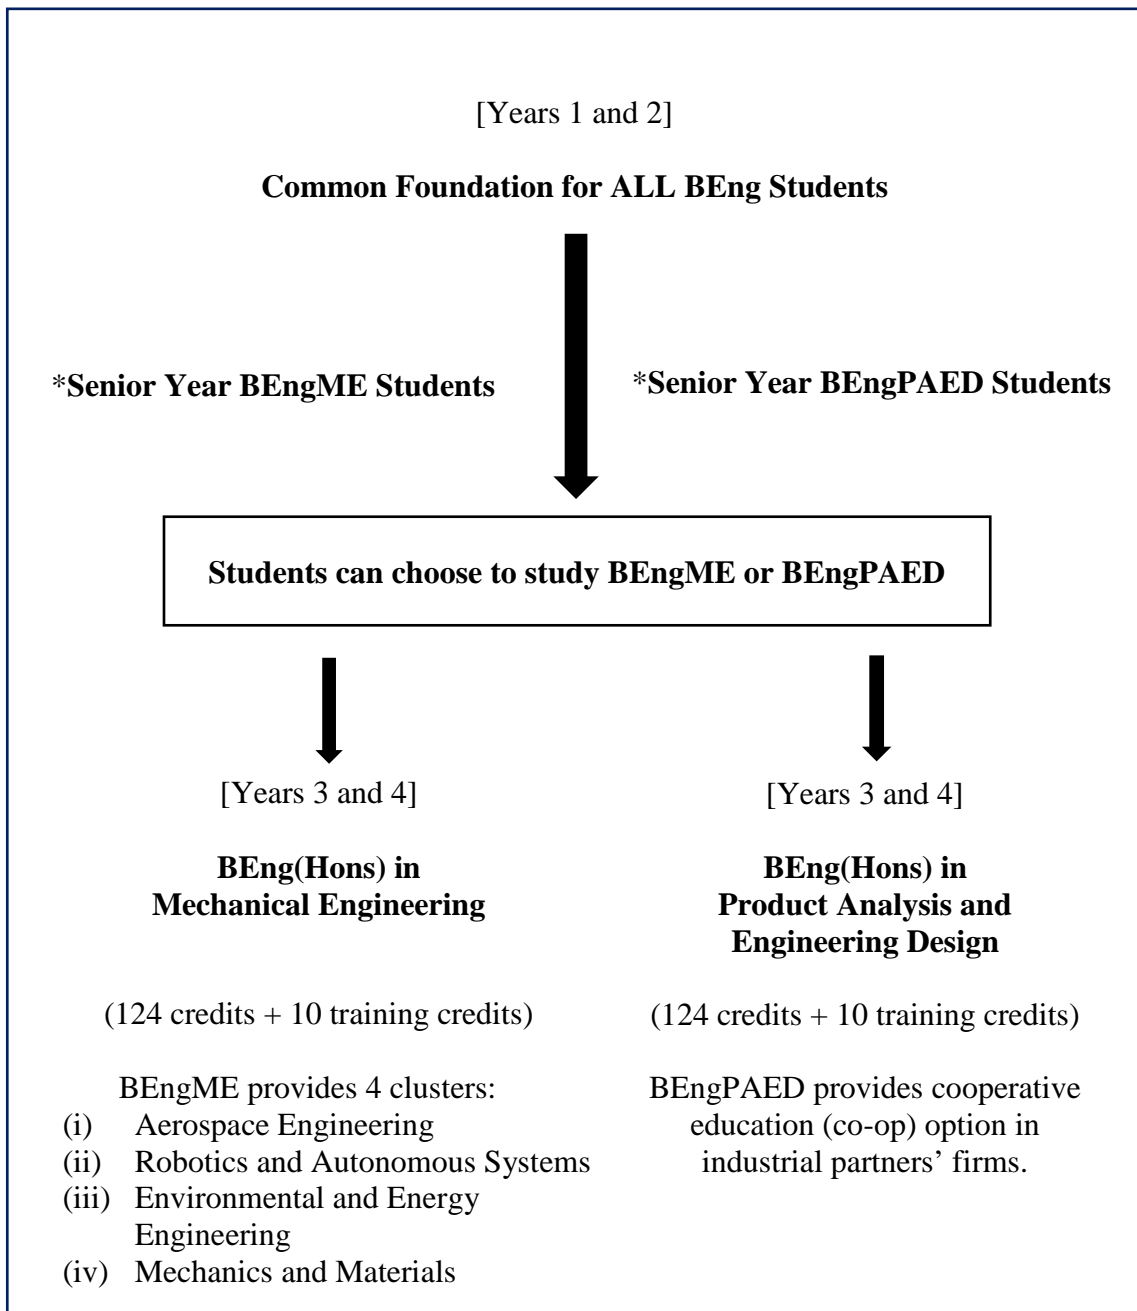 [Years 1 and 2]
Common Foundation for ALL BEng Students
*Senior Year BEngME Students
*Senior Year BEngPAED Students
Students can choose to study BEngME or BEngPAED
[Years 3 and 4]
BEng(Hons) in
Mechanical Engineering
(124 credits + 10 training credits)
BEngME provides 4 clusters:
(i) Aerospace Engineering
(ii) Robotics and Autonomous Systems
(iii) Environmental and Energy
Engineering
(iv) Mechanics and Materials
[Years 3 and 4]
BEng(Hons) in
Product Analysis and
Engineering Design
(124 credits + 10 training credits)
BEngPAED provides cooperative
education (co-op) option in
industrial partners’ firms.